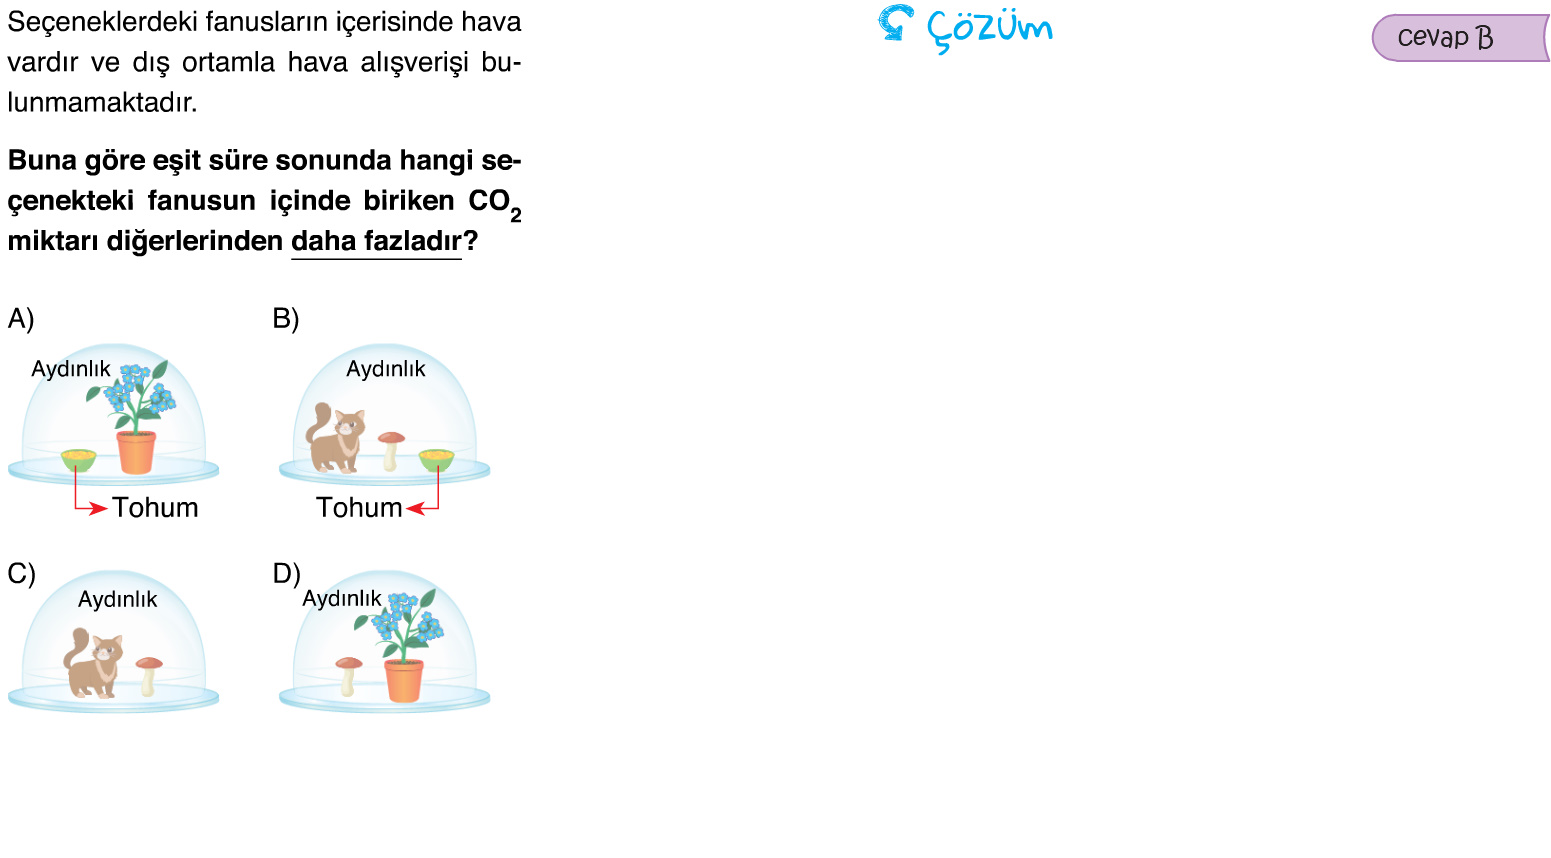 Seçeneklerdeki fanusların içerisinde hava
vardır ve dış ortamla hava alışverişi bu-
lunmamaktadır.
Buna göre eşit süre sonunda hangi se-
çenekteki fanusun içinde biriken CO₂
miktarı diğerlerinden daha fazladır?
A)
Aydınlık
Tohum
B)
Aydınlık
Tohum
C)
Aydınlık
D)
Aydınlık
Çözüm
cevap B